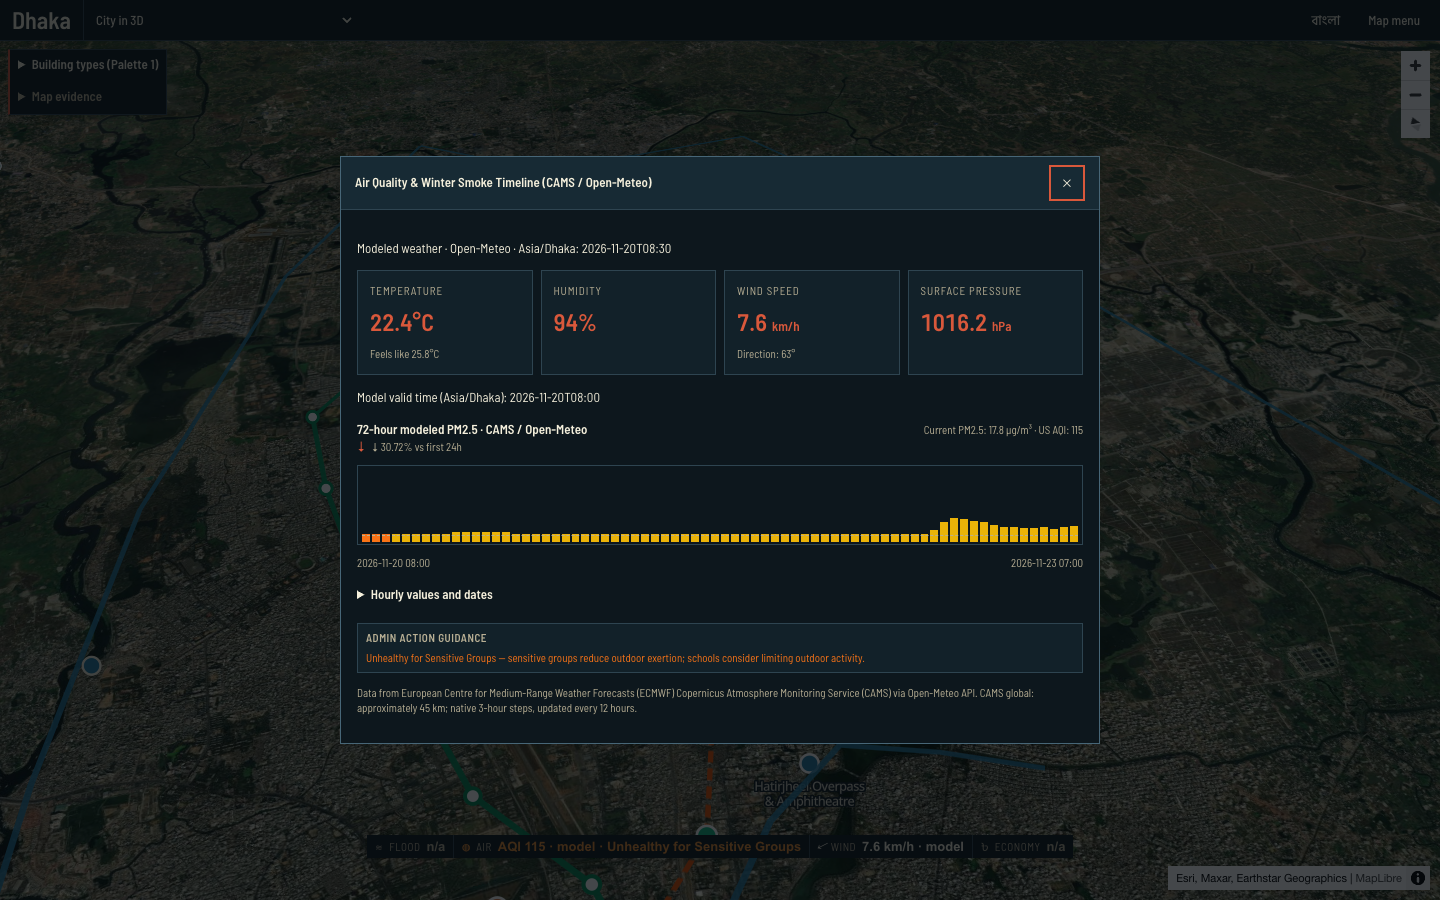 Dhaka
City in 3D
বাংলা
Map menu
▶ Building types (Palette 1)
▶ Map evidence
Air Quality & Winter Smoke Timeline (CAMS / Open-Meteo)
×
Modeled weather · Open-Meteo · Asia/Dhaka: 2026-11-20T08:30
TEMPERATURE
22.4°C
Feels like 25.8°C
HUMIDITY
94%
WIND SPEED
7.6 km/h
Direction: 63°
SURFACE PRESSURE
1016.2 hPa
Model valid time (Asia/Dhaka): 2026-11-20T08:00
72-hour modeled PM2.5 · CAMS / Open-Meteo
Current PM2.5: 17.8 µg/m³ · US AQI: 115
↓ ↓ 30.72% vs first 24h
2026-11-20 08:00
2026-11-23 07:00
▶ Hourly values and dates
ADMIN ACTION GUIDANCE
Unhealthy for Sensitive Groups — sensitive groups reduce outdoor exertion; schools consider limiting outdoor activity.
Data from European Centre for Medium-Range Weather Forecasts (ECMWF) Copernicus Atmosphere Monitoring Service (CAMS) via Open-Meteo API. CAMS global:
approximately 45 km; native 3-hour steps, updated every 12 hours.
Hatirjheel Overpass
& Amphitheatre
FLOOD n/a
AIR AQI 115 · model · Unhealthy for Sensitive Groups
WIND 7.6 km/h · model
ECONOMY n/a
Esri, Maxar, Earthstar Geographics | MapLibre